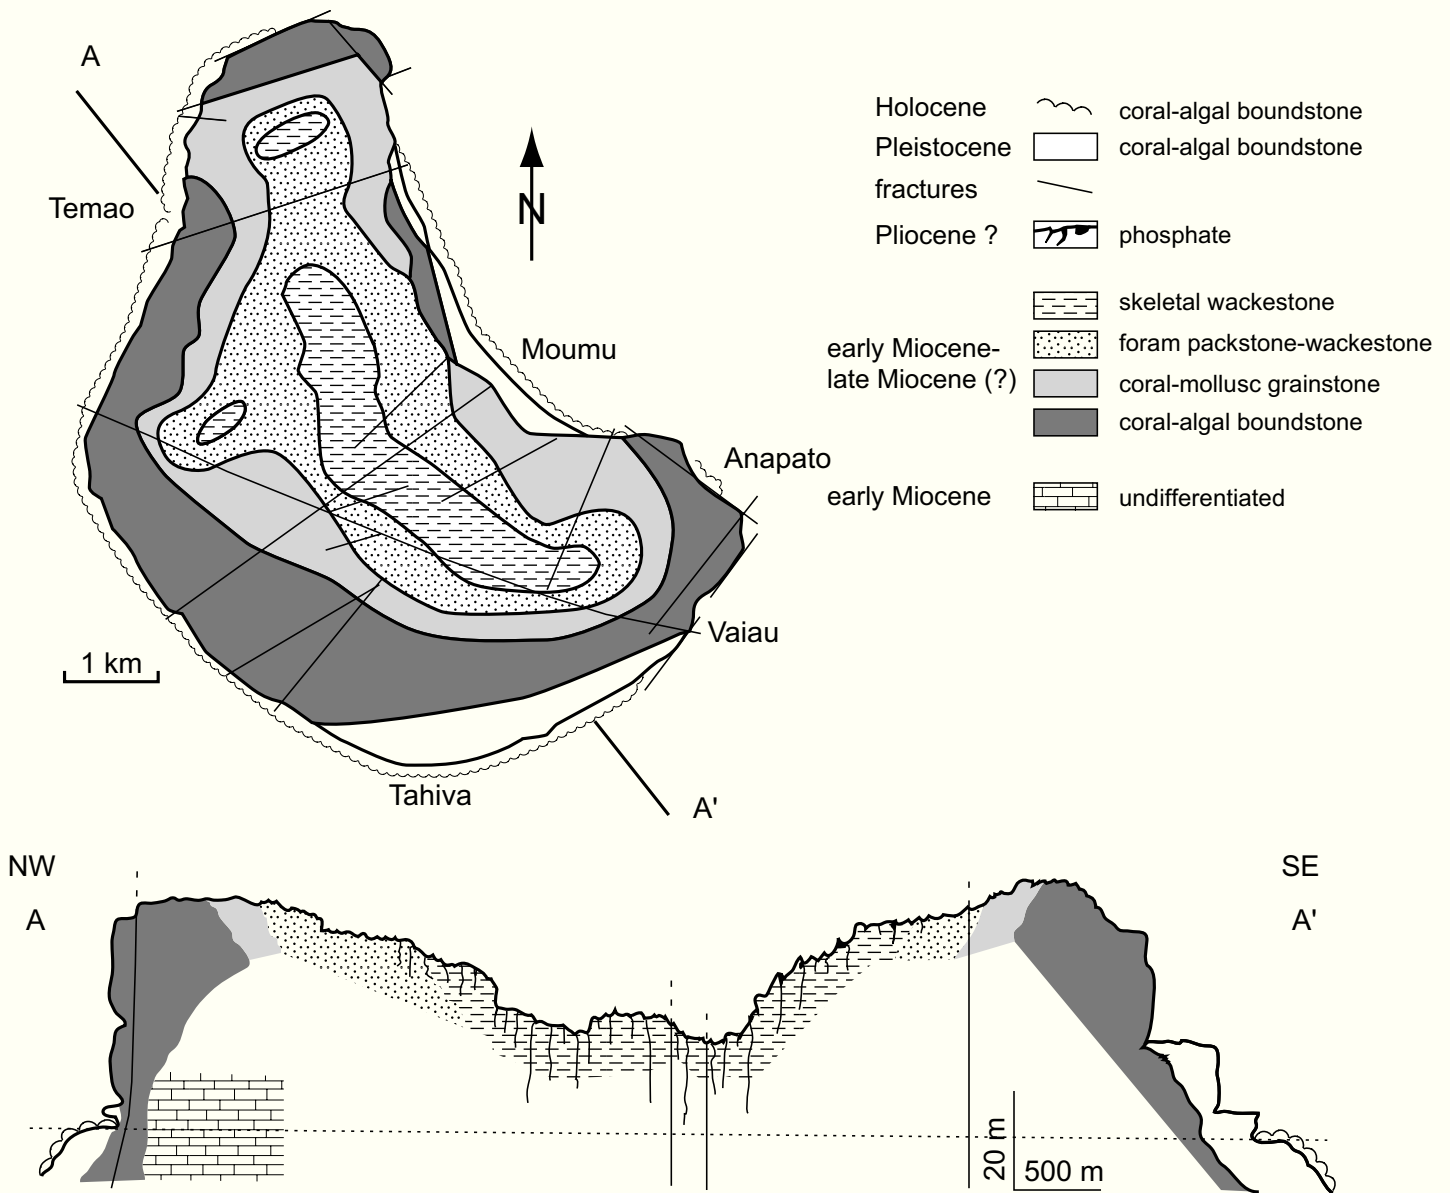 A
N
Temao
Moumu
Anapato
Vaiau
1 km
Tahiva
A'
Holocene coral-algal boundstone
Pleistocene coral-algal boundstone
fractures
Pliocene ? phosphate
skeletal wackestone
early Miocene- foram packstone-wackestone
late Miocene (?) coral-mollusc grainstone
coral-algal boundstone
early Miocene undifferentiated
NW
SE
A
A'
20 m
500 m